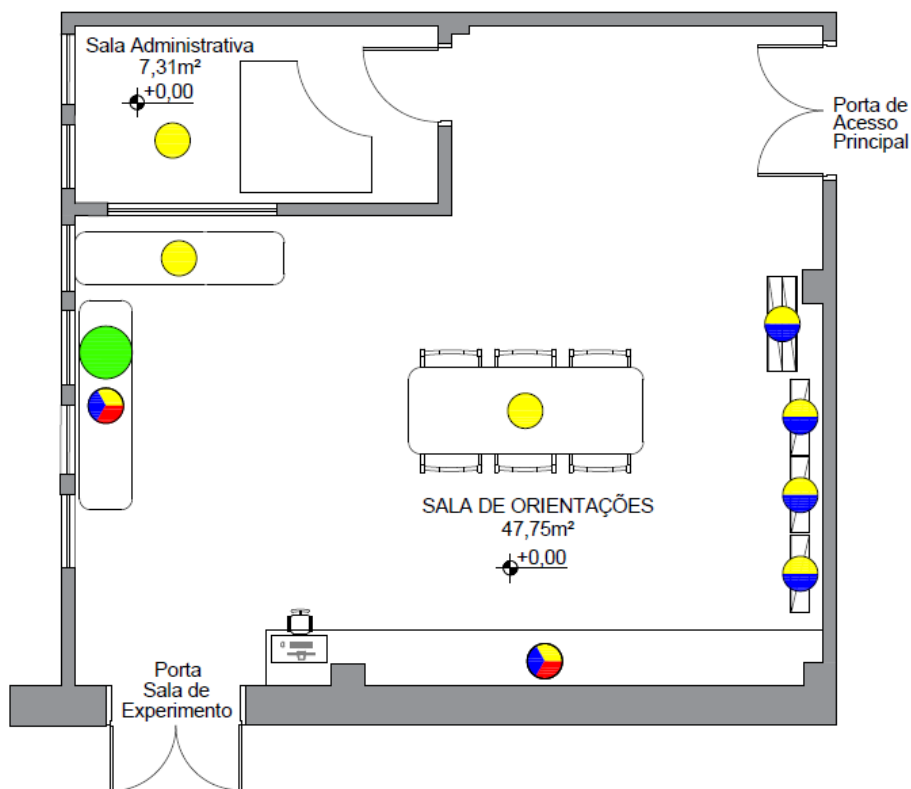 Sala Administrativa
7,31m²
+0,00
Porta de
Acesso
Principal
SALA DE ORIENTAÇÕES
47,75m²
+0,00
Porta
Sala de
Experimento